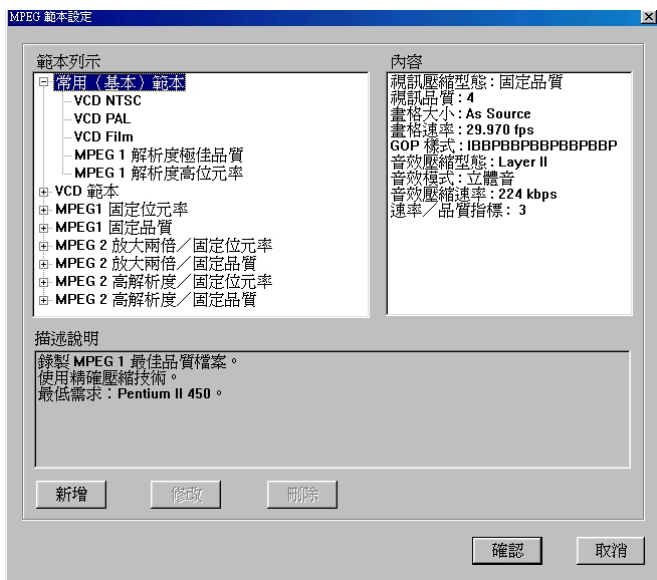 MPEG 範本設定
範本列示
常用（基本）範本
VCD NTSC
VCD PAL
VCD Film
MPEG 1 解析度極佳品質
MPEG 1 解析度高位元率
VCD 範本
MPEG1 固定位元率
MPEG1 固定品質
MPEG 2 放大兩倍／固定位元率
MPEG 2 放大兩倍／固定品質
MPEG 2 高解析度／固定位元率
MPEG 2 高解析度／固定品質
內容
視訊壓縮型態：固定品質
視訊品質：4
畫格大小：As Source
畫格速率：29.970 fps
GOP 樣式：IBBPBBPBBPBBPBBP
音效壓縮型態：Layer II
音效模式：立體音
音效壓縮速率：224 kbps
速率／品質指標：3
描述說明
錄製 MPEG 1 最佳品質檔案。
使用精確壓縮技術。
最低需求：Pentium II 450。
新增
修改
刪除
確認
取消